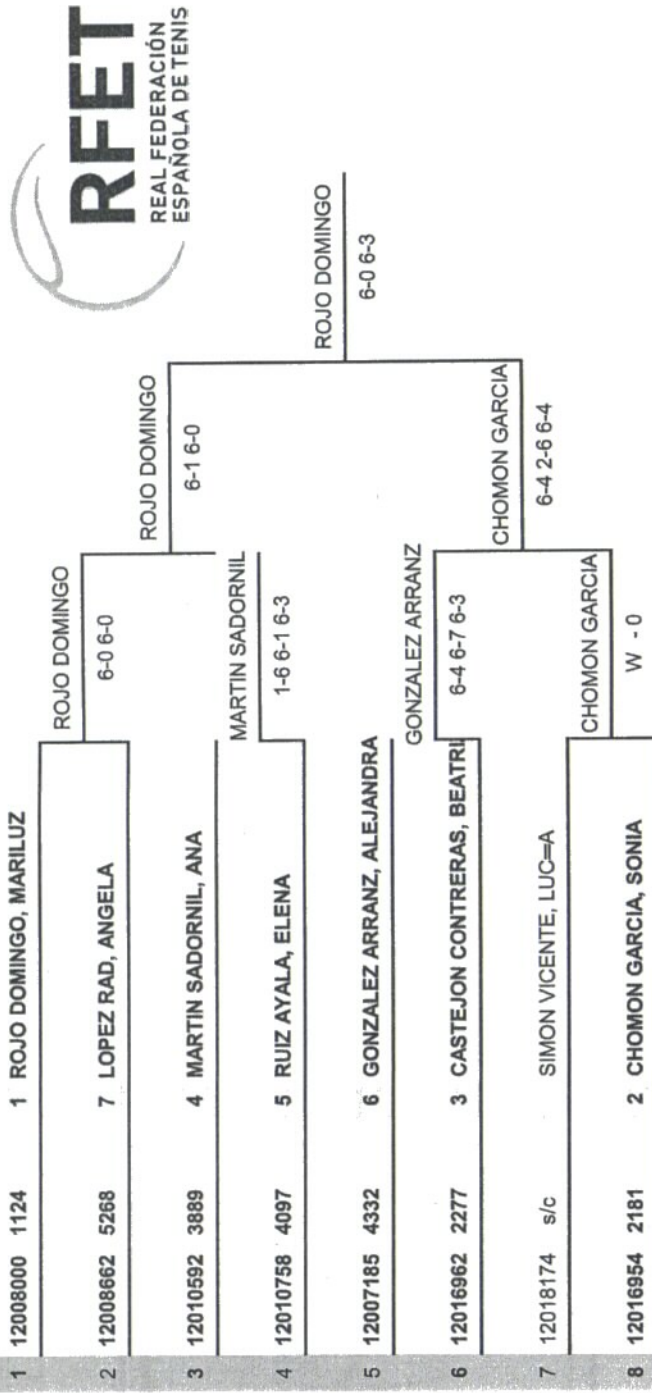 RFET
REAL FEDERACIÓN
ESPAÑOLA DE TENIS
1 12008000 1124 1 ROJO DOMINGO, MARILUZ
ROJO DOMINGO
6-0 6-0
2 12008662 5268 7 LOPEZ RAD, ANGELA
ROJO DOMINGO
6-1 6-0
3 12010592 3889 4 MARTIN SADORNIL, ANA
MARTIN SADORNIL
1-6 6-1 6-3
4 12010758 4097 5 RUIZ AYALA, ELENA
ROJO DOMINGO
6-0 6-3
5 12007185 4332 6 GONZALEZ ARRANZ, ALEJANDRA
GONZALEZ ARRANZ
6-4 6-7 6-3
6 12016962 2277 3 CASTEJON CONTRERAS, BEATRI
CHOMON GARCIA
6-4 2-6 6-4
7 12018174 s/c SIMON VICENTE, LUC=A
CHOMON GARCIA
W - 0
8 12016954 2181 2 CHOMON GARCIA, SONIA